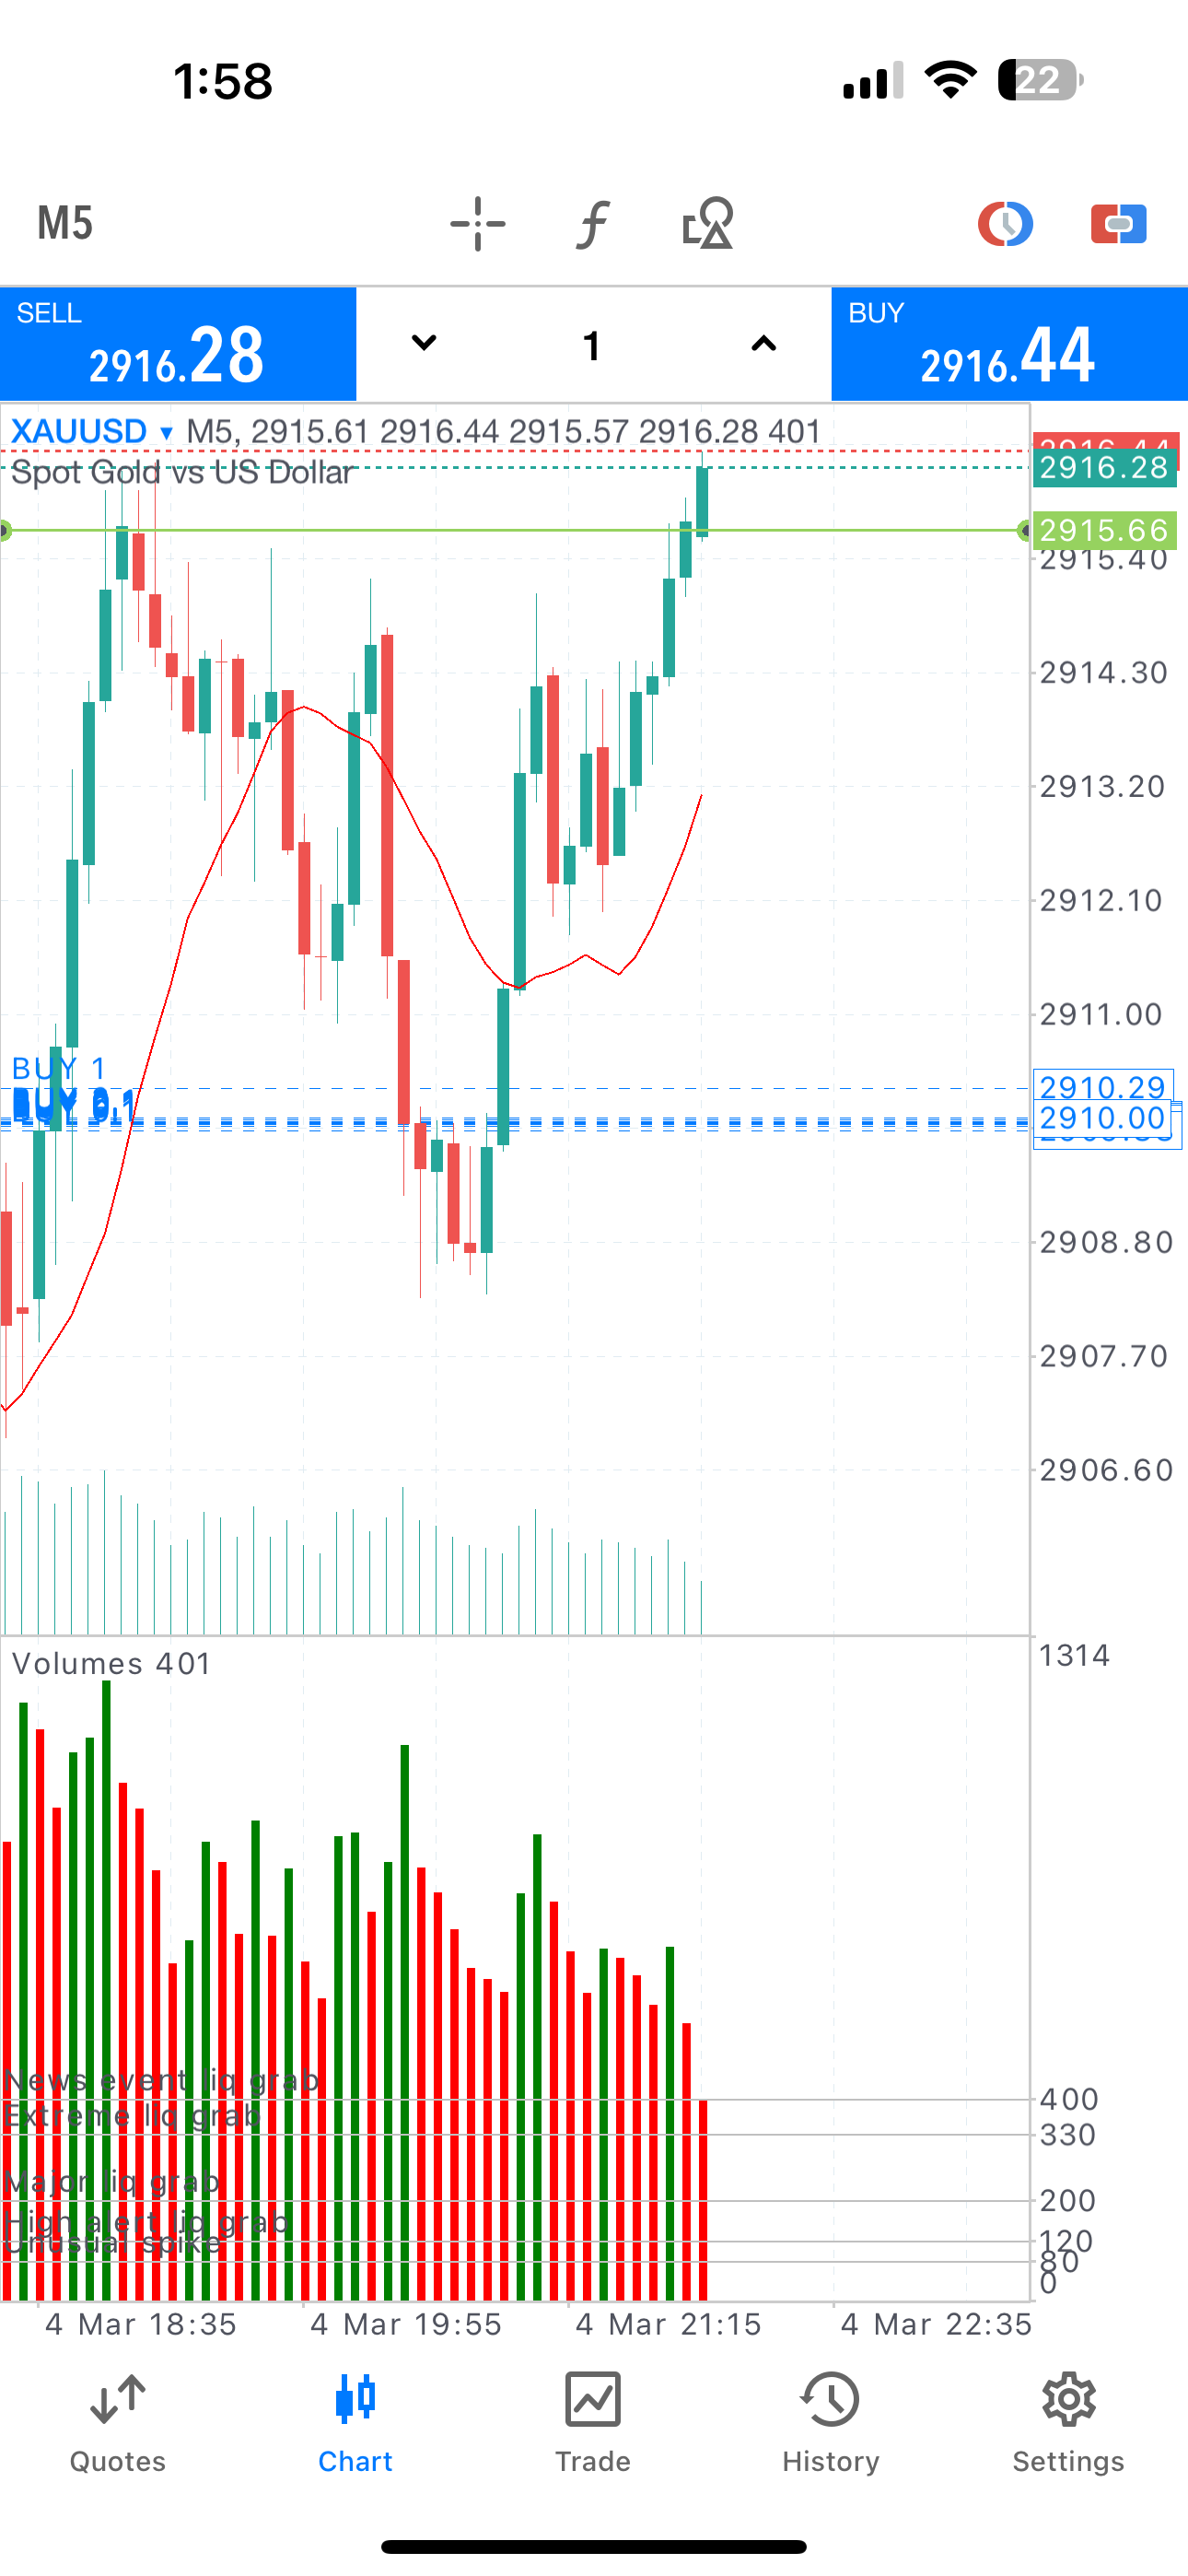 1:58
22
M5
SELL
2916.28
1
BUY
2916.44
XAUUSD ▼ M5, 2915.61 2916.44 2915.57 2916.28 401
Spot Gold vs US Dollar
2916.44
2916.28
2915.66
2915.40
2914.30
2913.20
2912.10
2911.00
BUY 1
2910.29
2910.00
2908.80
2907.70
2906.60
Volumes 401
1314
News event liq grab
400
Extreme liq grab
330
Major liq grab
200
High alert liq grab
120
Unusual spike
80
0
4 Mar 18:35
4 Mar 19:55
4 Mar 21:15
4 Mar 22:35
Quotes
Chart
Trade
History
Settings